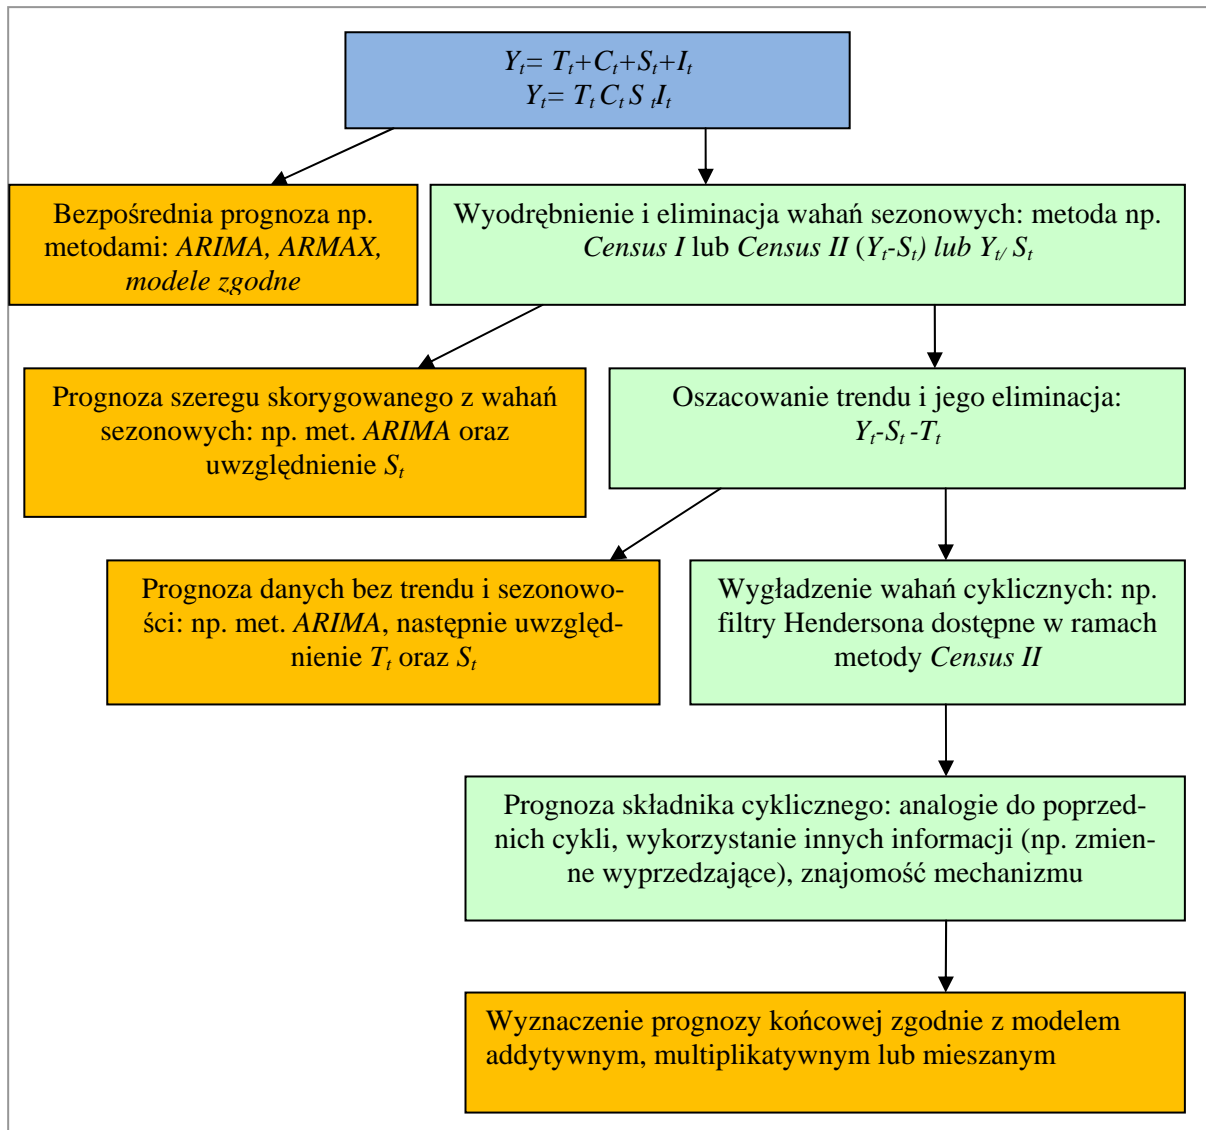 Yt= Tt+Ct+St+It
Yt= Tt Ct S tIt
Bezpośrednia prognoza np.
metodami: ARIMA, ARMAX,
modele zgodne
Wyodrębnienie i eliminacja wahań sezonowych: metoda np.
Census I lub Census II (Yt-St) lub Yt/ St
Prognoza szeregu skorygowanego z wahań
sezonowych: np. met. ARIMA oraz
uwzględnienie St
Oszacowanie trendu i jego eliminacja:
Yt-St -Tt
Prognoza danych bez trendu i sezonowo-
ści: np. met. ARIMA, następnie uwzględ-
nienie Tt oraz St
Wygładzenie wahań cyklicznych: np.
filtry Hendersona dostępne w ramach
metody Census II
Prognoza składnika cyklicznego: analogie do poprzed-
nich cykli, wykorzystanie innych informacji (np. zmien-
ne wyprzedzające), znajomość mechanizmu
Wyznaczenie prognozy końcowej zgodnie z modelem
addytywnym, multiplikatywnym lub mieszanym